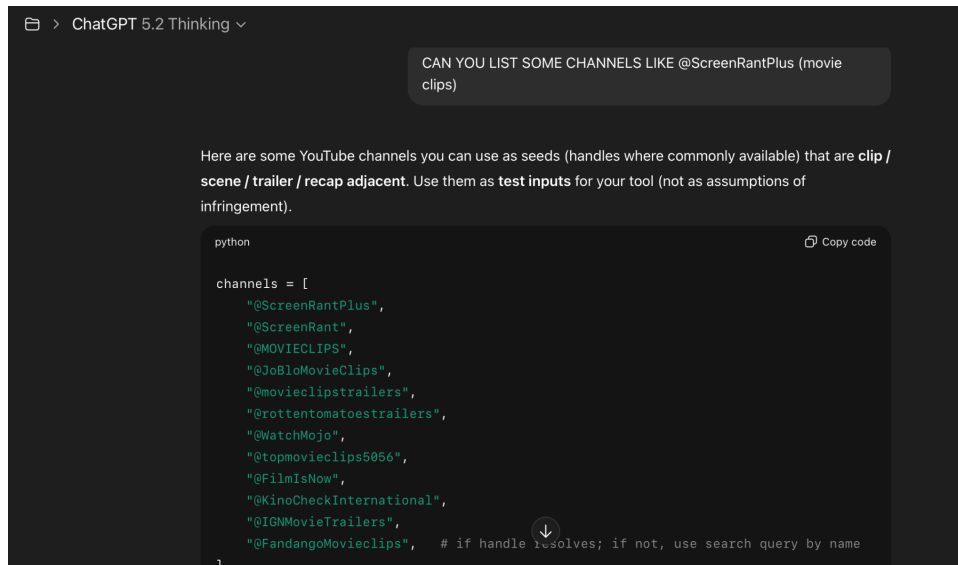 ChatGPT 5.2 Thinking
CAN YOU LIST SOME CHANNELS LIKE @ScreenRantPlus (movie
clips)
Here are some YouTube channels you can use as seeds (handles where commonly available) that are clip /
scene / trailer / recap adjacent. Use them as test inputs for your tool (not as assumptions of
infringement).
python Copy code
channels = [
"@ScreenRantPlus",
"@ScreenRant",
"@MOVIECLIPS",
"@JoBloMovieClips",
"@movieclipstrailers",
"@rottentomatoestrailers",
"@WatchMojo",
"@topmovieclips5056",
"@FilmIsNow",
"@KinoCheckInternational",
"@IGNMovieTrailers",
"@FandangoMovieclips", # if handle resolves; if not, use search query by name
]